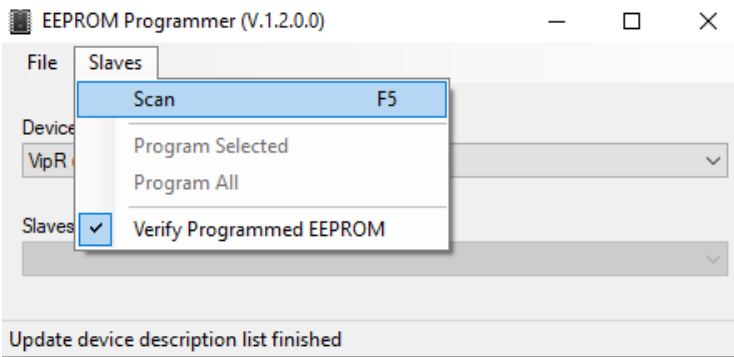 EEPROM Programmer (V.1.2.0.0)
File Slaves
Scan F5
Device
VipR
Program Selected
Program All
Slaves
Verify Programmed EEPROM
Update device description list finished